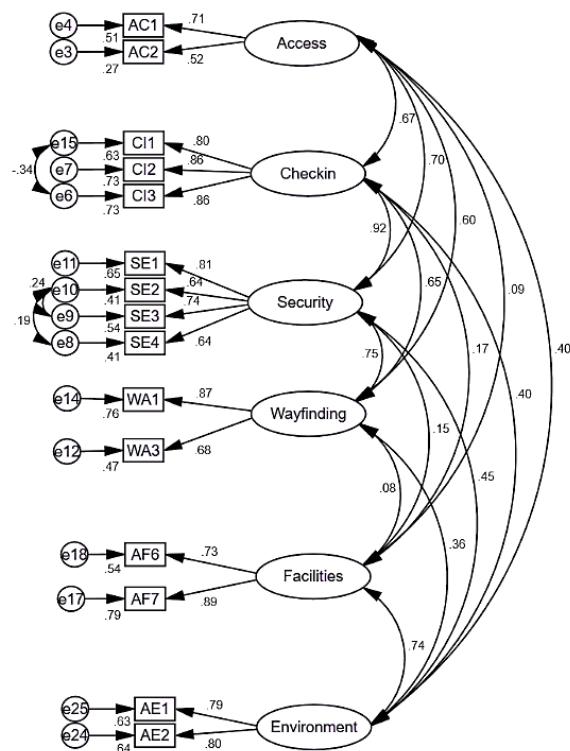 e4 AC1 .71
.51
e3 AC2 .52
.27
Access
.67
e15 CI1 .80
.63
-.34 e7 CI2 .86
.73
e6 CI3 .86
.73
Checkin
.70
.60
.92
e11 SE1 .81
.65
.24 e10 SE2 .64
.41
e9 SE3 .74
.54
.19 e8 SE4 .64
.41
Security
.65
.09
.75
.17
.40
.40
e14 WA1 .87
.76
e12 WA3 .68
.47
Wayfinding
.15
.08
.45
.36
e18 AF6 .73
.54
e17 AF7 .89
.79
Facilities
.74
e25 AE1 .79
.63
e24 AE2 .80
.64
Environment